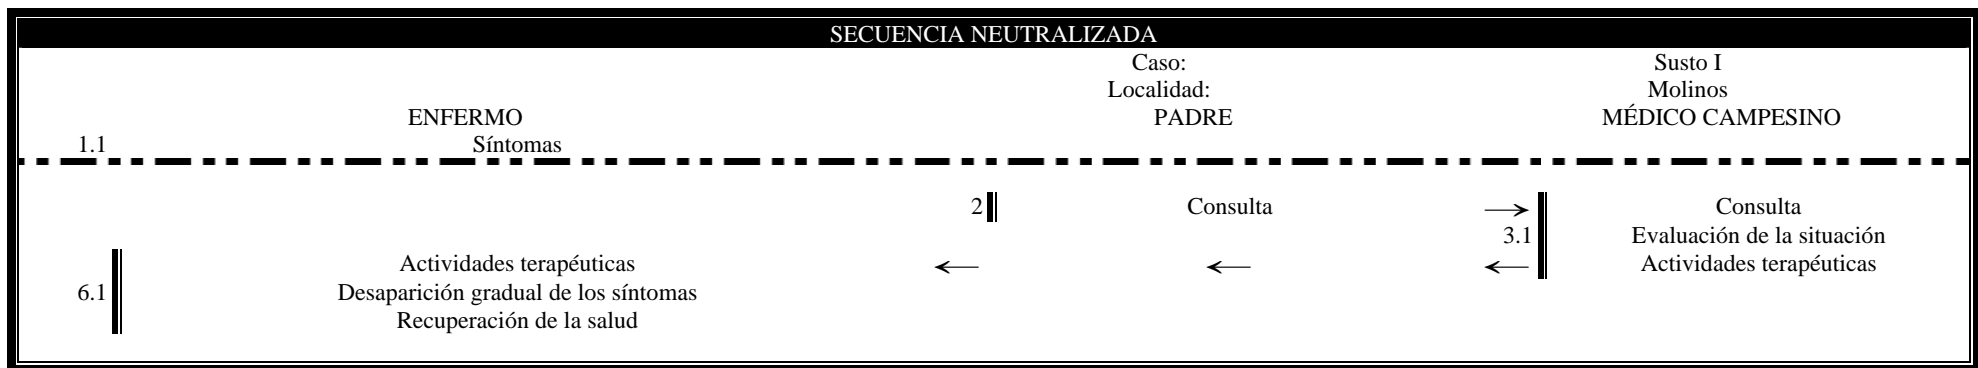 SECUENCIA NEUTRALIZADA
Caso: Susto I
Localidad: Molinos
ENFERMO PADRE MÉDICO CAMPESINO
1.1 Síntomas
2 Consulta → Consulta
3.1 Evaluación de la situación
Actividades terapéuticas ← ← ← Actividades terapéuticas
6.1 Desaparición gradual de los síntomas
Recuperación de la salud